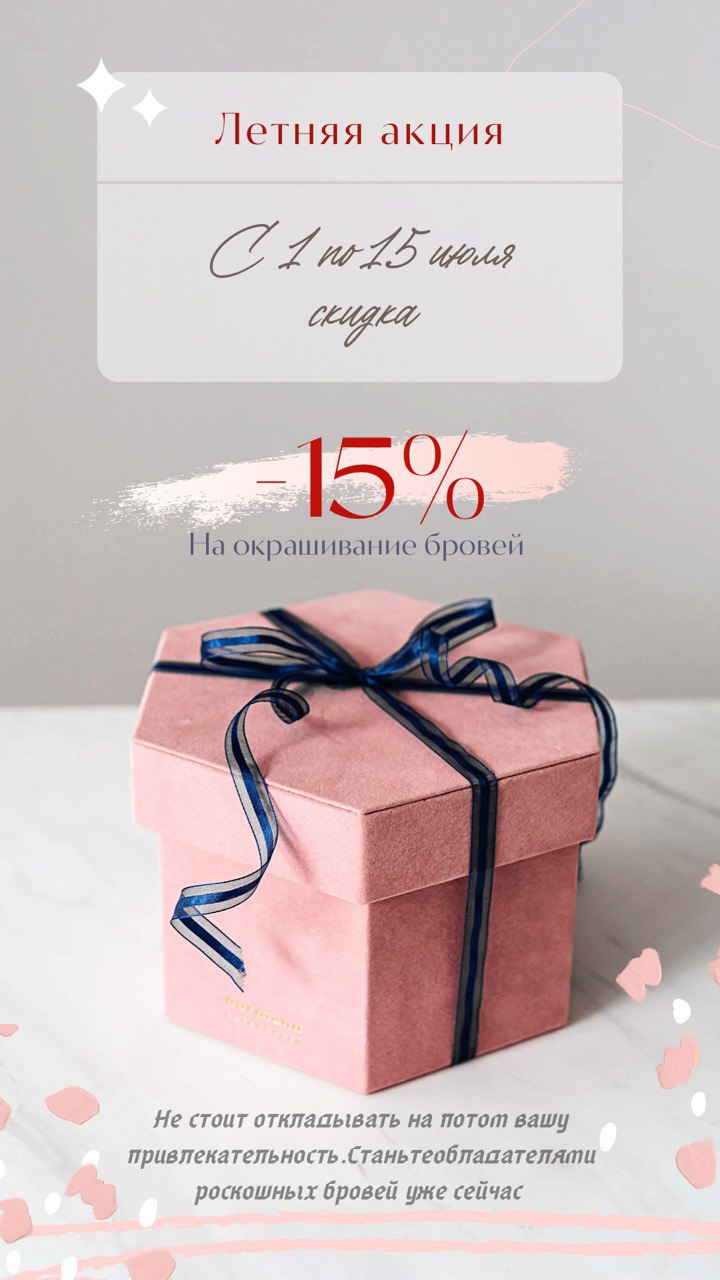 Летняя акция
С 1 по 15 июля
скидка
-15%
На окрашивание бровей
Не стоит откладывать на потом вашу
привлекательность.Станьтеобладателями
роскошных бровей уже сейчас